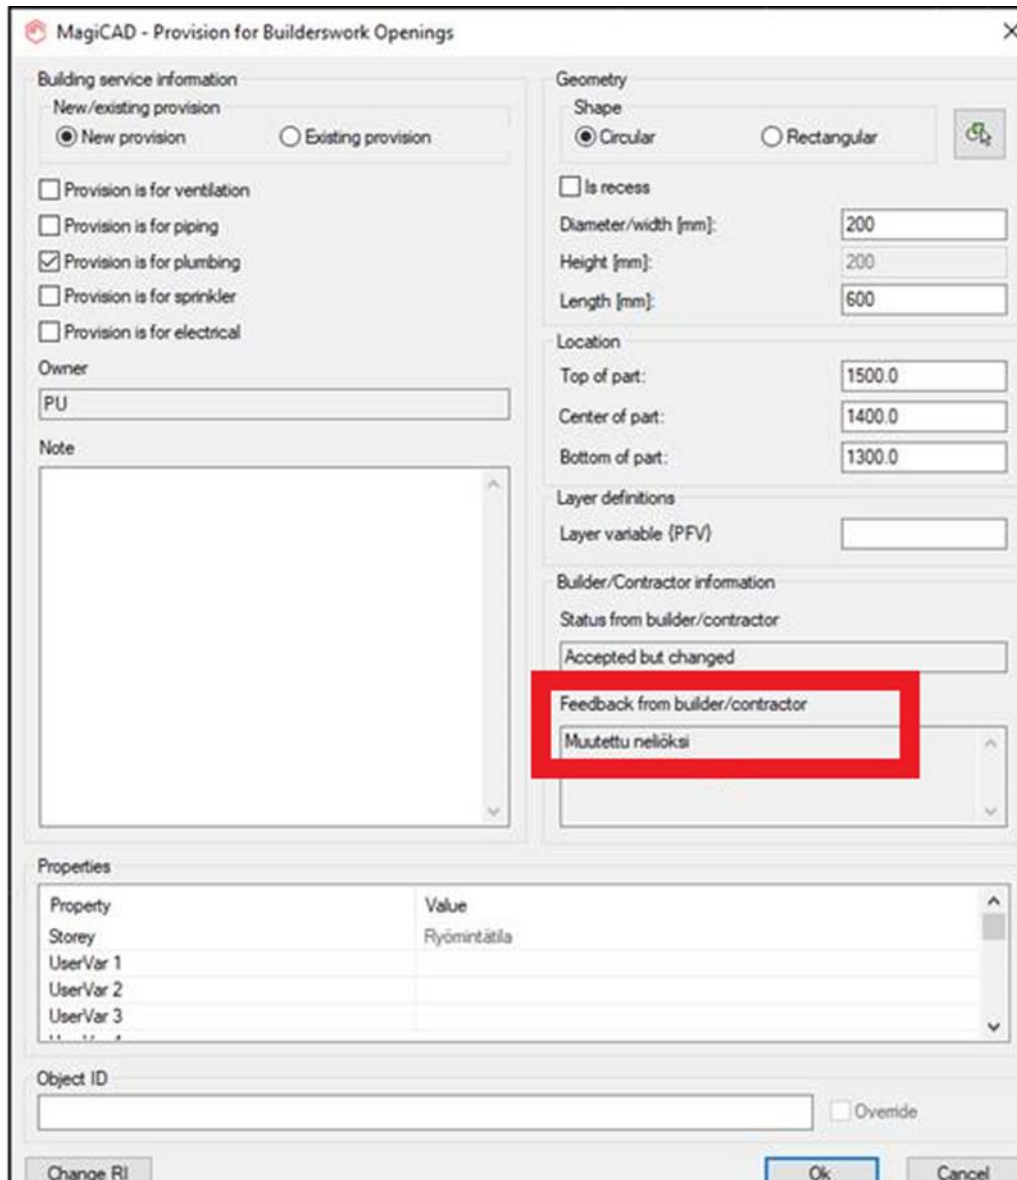 MagiCAD - Provision for Builderswork Openings
Building service information
New/existing provision
New provision
Existing provision
Provision is for ventilation
Provision is for piping
Provision is for plumbing
Provision is for sprinkler
Provision is for electrical
Owner
PU
Note
Geometry
Shape
Circular
Rectangular
Is recess
Diameter/width [mm]: 200
Height [mm]: 200
Length [mm]: 600
Location
Top of part: 1500.0
Center of part: 1400.0
Bottom of part: 1300.0
Layer definitions
Layer variable {PFV}
Builder/Contractor information
Status from builder/contractor
Accepted but changed
Feedback from builder/contractor
Muutettu neliöksi
Properties
Property Value
Storey Ryömintätila
UserVar 1
UserVar 2
UserVar 3
Object ID
Override
Change RI
Ok
Cancel